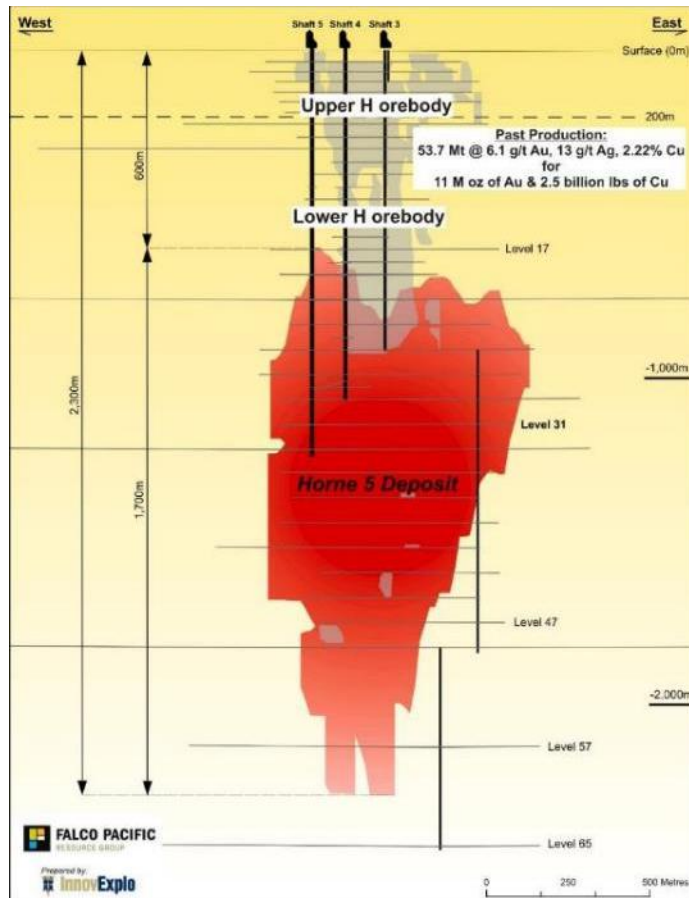 West
Shaft 5 Shaft 4 Shaft 3
East
Surface (0m)
Upper H orebody
200m
Past Production:
53.7 Mt @ 6.1 g/t Au, 13 g/t Ag, 2.22% Cu
for
11 M oz of Au & 2.5 billion lbs of Cu
600m
Lower H orebody
Level 17
-1,000m
2,300m
Level 31
1,700m
Horne 5 Deposit
Level 47
-2,000m
Level 57
FALCO PACIFIC
RESOURCE GROUP
Level 65
Prepared by:
InnovExplo
0 250 500 Metres